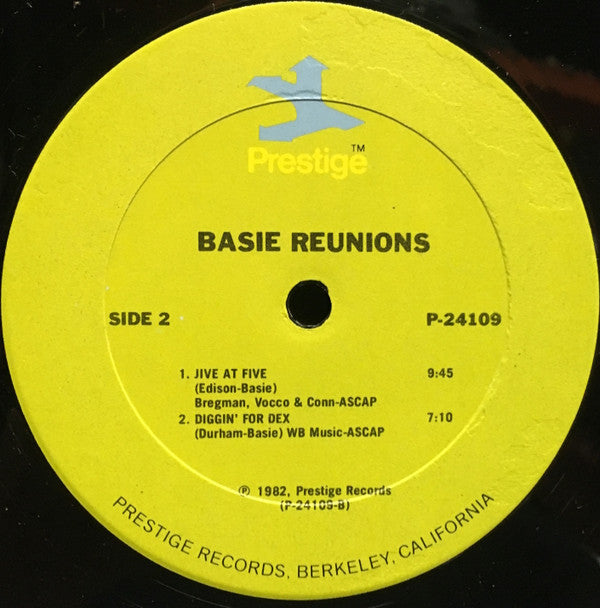 Prestige™
BASIE REUNIONS
SIDE 2 P-24109
1. JIVE AT FIVE 9:45
(Edison-Basie)
Bregman, Vocco & Conn-ASCAP
2. DIGGIN' FOR DEX 7:10
(Durham-Basie) WB Music-ASCAP
℗ 1982, Prestige Records
(P-24109-B)
PRESTIGE RECORDS, BERKELEY, CALIFORNIA